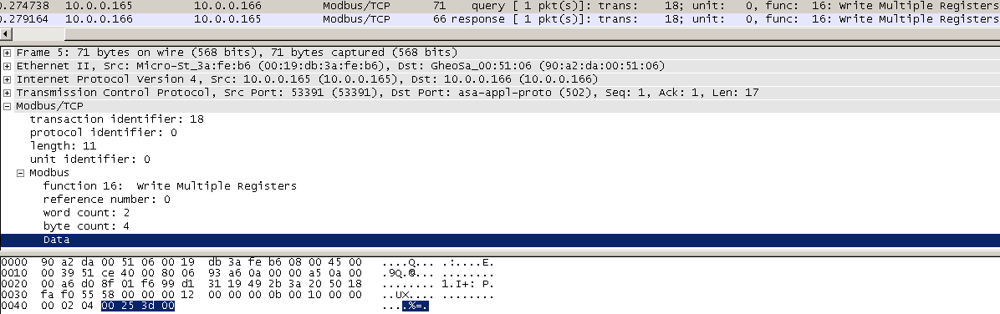 0.274738 10.0.0.165 10.0.0.166 Modbus/TCP 71 query [ 1 pkt(s)]: trans: 18; unit: 0, func: 16: Write Multiple Registers
0.279164 10.0.0.166 10.0.0.165 Modbus/TCP 66 response [ 1 pkt(s)]: trans: 18; unit: 0, func: 16: Write Multiple Registers
Frame 5: 71 bytes on wire (568 bits), 71 bytes captured (568 bits)
Ethernet II, Src: Micro-St_3a:fe:b6 (00:19:db:3a:fe:b6), Dst: GheoSa_00:51:06 (90:a2:da:00:51:06)
Internet Protocol Version 4, Src: 10.0.0.165 (10.0.0.165), Dst: 10.0.0.166 (10.0.0.166)
Transmission Control Protocol, Src Port: 53391 (53391), Dst Port: asa-appl-proto (502), Seq: 1, Ack: 1, Len: 17
Modbus/TCP
transaction identifier: 18
protocol identifier: 0
length: 11
unit identifier: 0
Modbus
function 16: Write Multiple Registers
reference number: 0
word count: 2
byte count: 4
Data
0000 90 a2 da 00 51 06 00 19 db 3a fe b6 08 00 45 00 ....Q... .:....E.
0010 00 39 51 ce 40 00 80 06 93 a6 0a 00 00 a5 0a 00 .9Q.@... ........
0020 00 a6 d0 8f 01 f6 99 d1 31 19 49 2b 3a 20 50 18 ........ 1.I+: P.
0030 fa f0 55 58 00 00 00 12 00 00 00 0b 00 10 00 00 ..UX.... ........
0040 00 02 04 00 25 3d 00 ....%=.